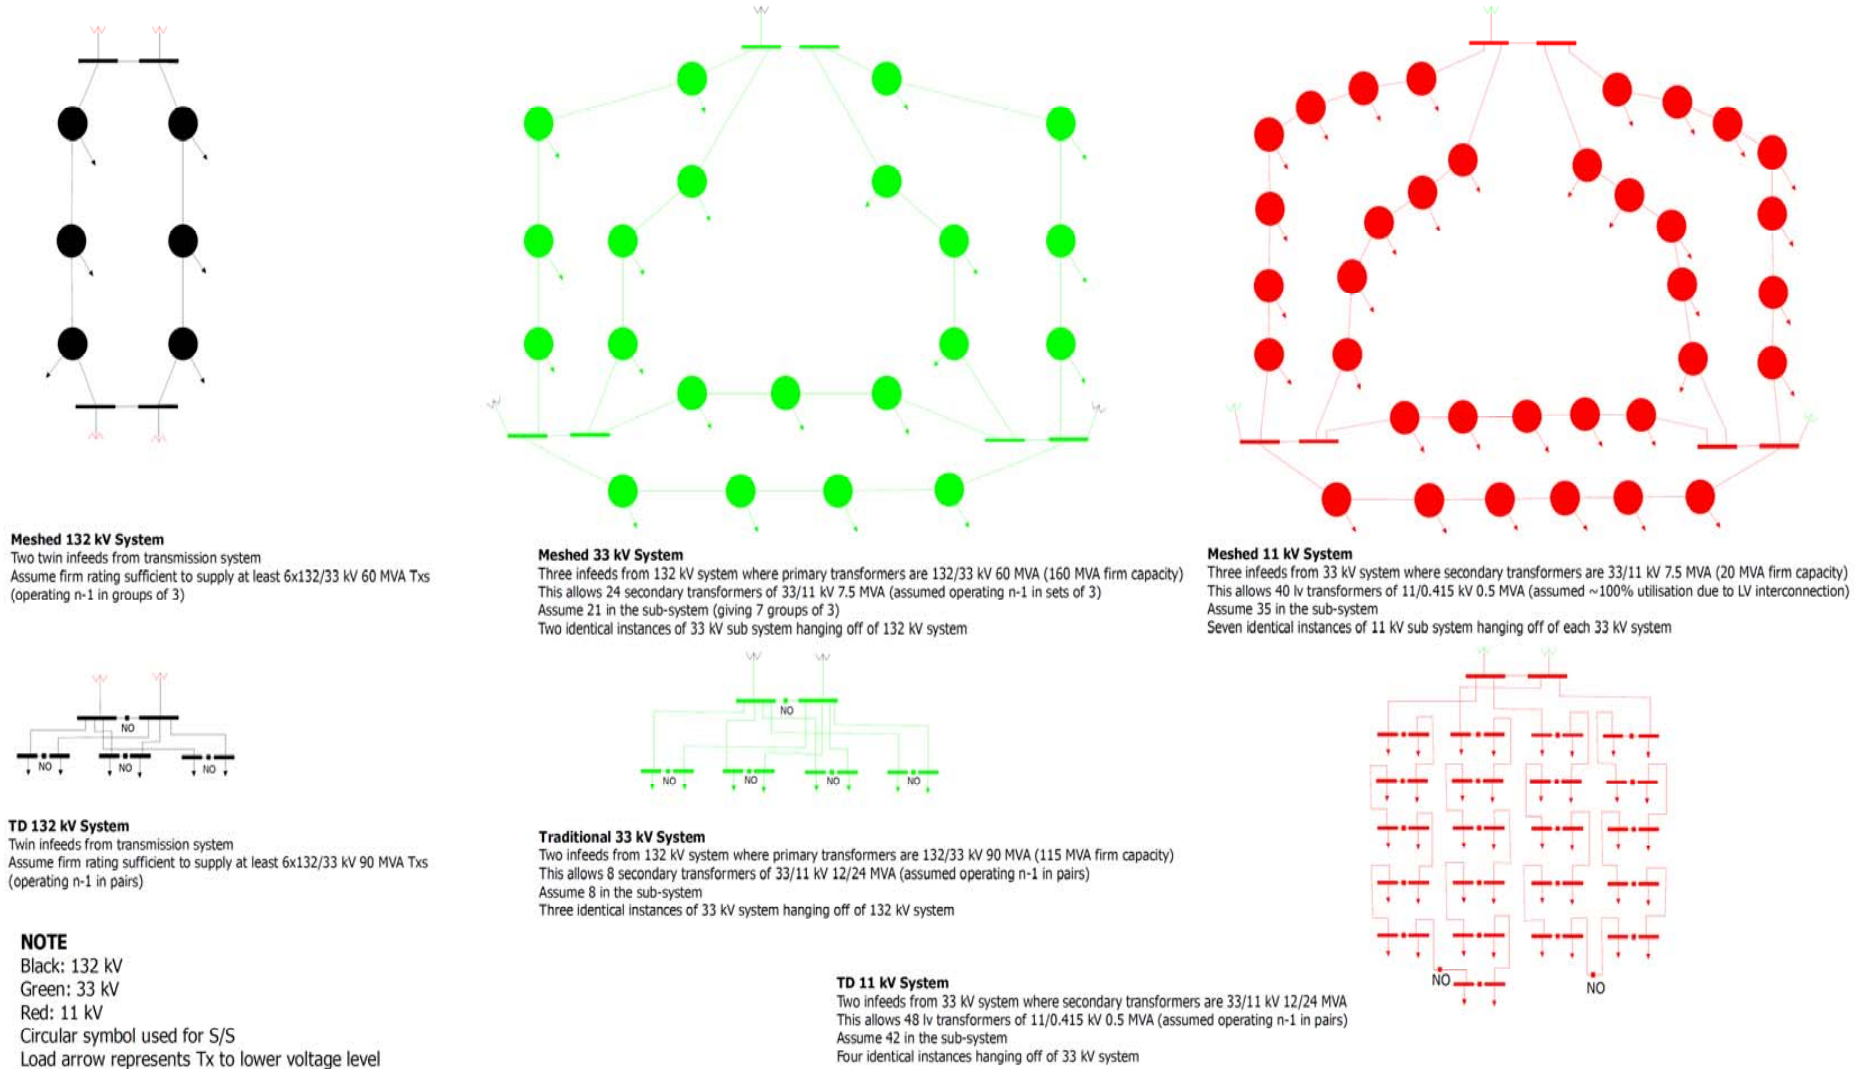 Meshed 132 kV System
Two twin infeeds from transmission system
Assume firm rating sufficient to supply at least 6x132/33 kV 60 MVA Txs
(operating n-1 in groups of 3)
Meshed 33 kV System
Three infeeds from 132 kV system where primary transformers are 132/33 kV 60 MVA (160 MVA firm capacity)
This allows 24 secondary transformers of 33/11 kV 7.5 MVA (assumed operating n-1 in sets of 3)
Assume 21 in the sub-system (giving 7 groups of 3)
Two identical instances of 33 kV sub system hanging off of 132 kV system
Meshed 11 kV System
Three infeeds from 33 kV system where secondary transformers are 33/11 kV 7.5 MVA (20 MVA firm capacity)
This allows 40 lv transformers of 11/0.415 kV 0.5 MVA (assumed ~100% utilisation due to LV interconnection)
Assume 35 in the sub-system
Seven identical instances of 11 kV sub system hanging off of each 33 kV system
NO
NO
NO
NO
TD 132 kV System
Twin infeeds from transmission system
Assume firm rating sufficient to supply at least 6x132/33 kV 90 MVA Txs
(operating n-1 in pairs)
NO
NO
NO
NO
NO
Traditional 33 kV System
Two infeeds from 132 kV system where primary transformers are 132/33 kV 90 MVA (115 MVA firm capacity)
This allows 8 secondary transformers of 33/11 kV 12/24 MVA (assumed operating n-1 in pairs)
Assume 8 in the sub-system
Three identical instances of 33 kV system hanging off of 132 kV system
NO
NO
TD 11 kV System
Two infeeds from 33 kV system where secondary transformers are 33/11 kV 12/24 MVA
This allows 48 lv transformers of 11/0.415 kV 0.5 MVA (assumed operating n-1 in pairs)
Assume 42 in the sub-system
Four identical instances hanging off of 33 kV system
NOTE
Black: 132 kV
Green: 33 kV
Red: 11 kV
Circular symbol used for S/S
Load arrow represents Tx to lower voltage level